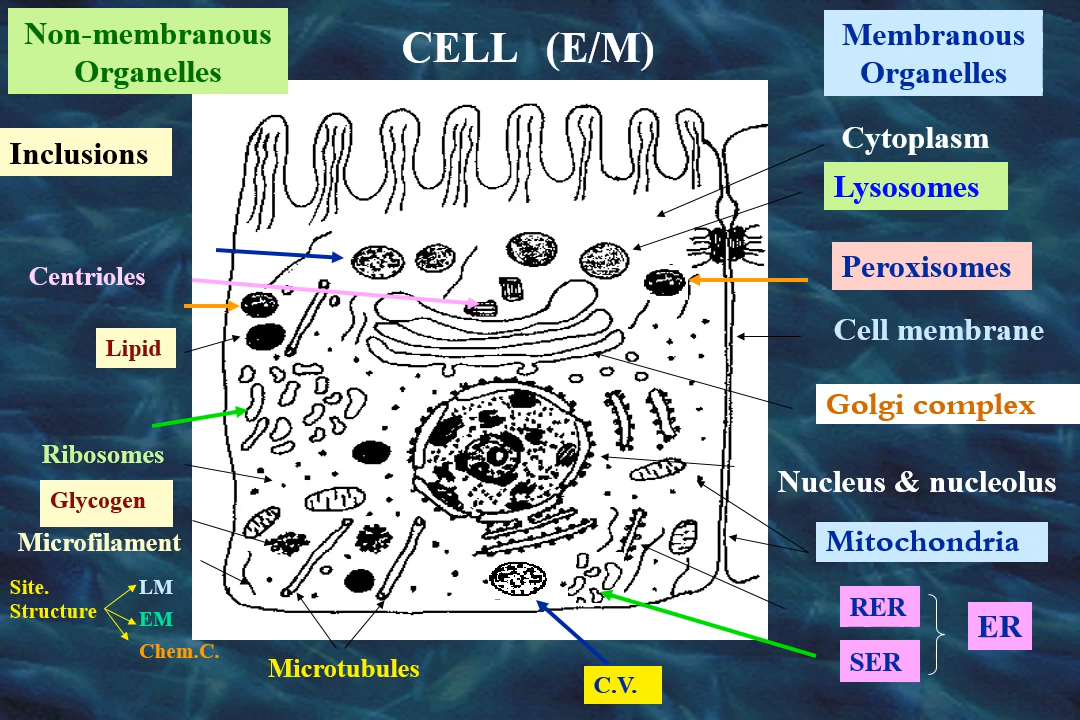 Non-membranous
Organelles
CELL (E/M)
Membranous
Organelles
Inclusions
Cytoplasm
Lysosomes
Centrioles
Peroxisomes
Lipid
Cell membrane
Golgi complex
Ribosomes
Glycogen
Nucleus & nucleolus
Microfilament
Mitochondria
Site.
Structure
LM
EM
Chem.C.
RER
SER
ER
Microtubules
C.V.